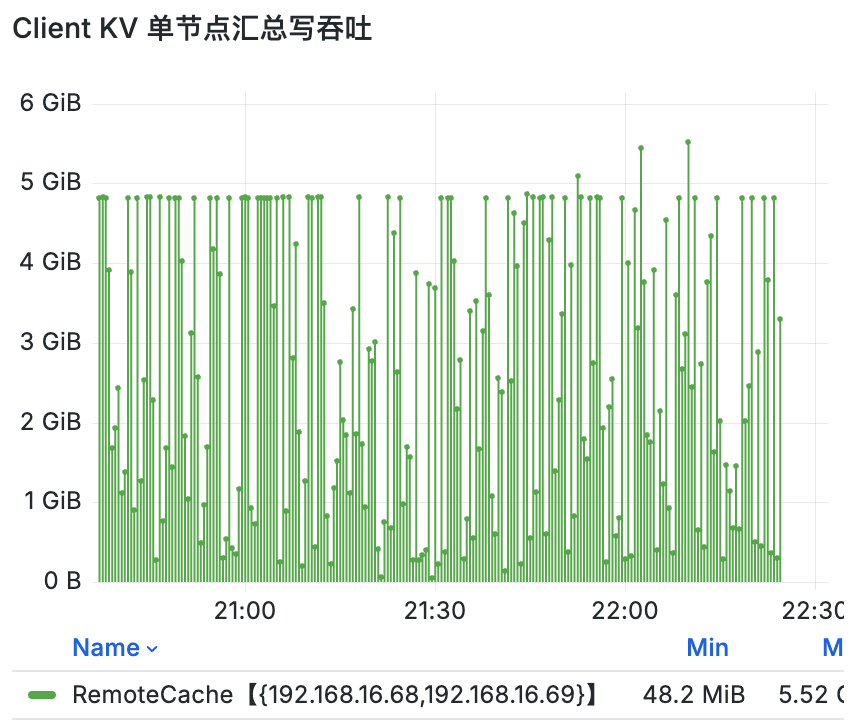 Client KV 单节点汇总写吞吐
6 GiB
5 GiB
4 GiB
3 GiB
2 GiB
1 GiB
0 B
21:00 21:30 22:00 22:30
Name Min M
RemoteCache【{192.168.16.68,192.168.16.69}】 48.2 MiB 5.52 G